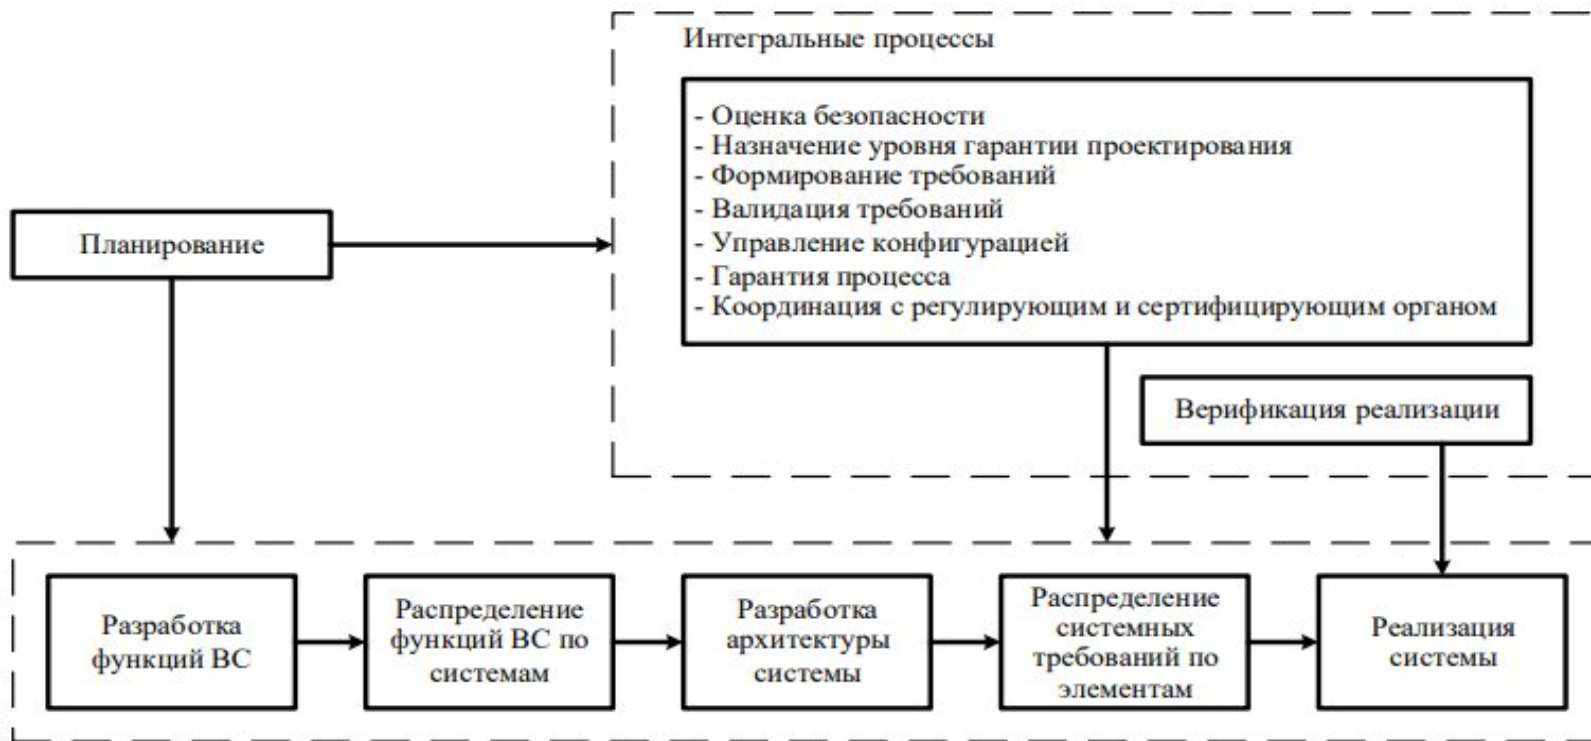 Интегральные процессы
- Оценка безопасности
- Назначение уровня гарантии проектирования
- Формирование требований
- Валидация требований
- Управление конфигурацией
- Гарантия процесса
- Координация с регулирующим и сертифицирующим органом
Планирование
Верификация реализации
Разработка
функций ВС
Распределение
функций ВС по
системам
Разработка
архитектуры
системы
Распределение
системных
требований по
элементам
Реализация
системы